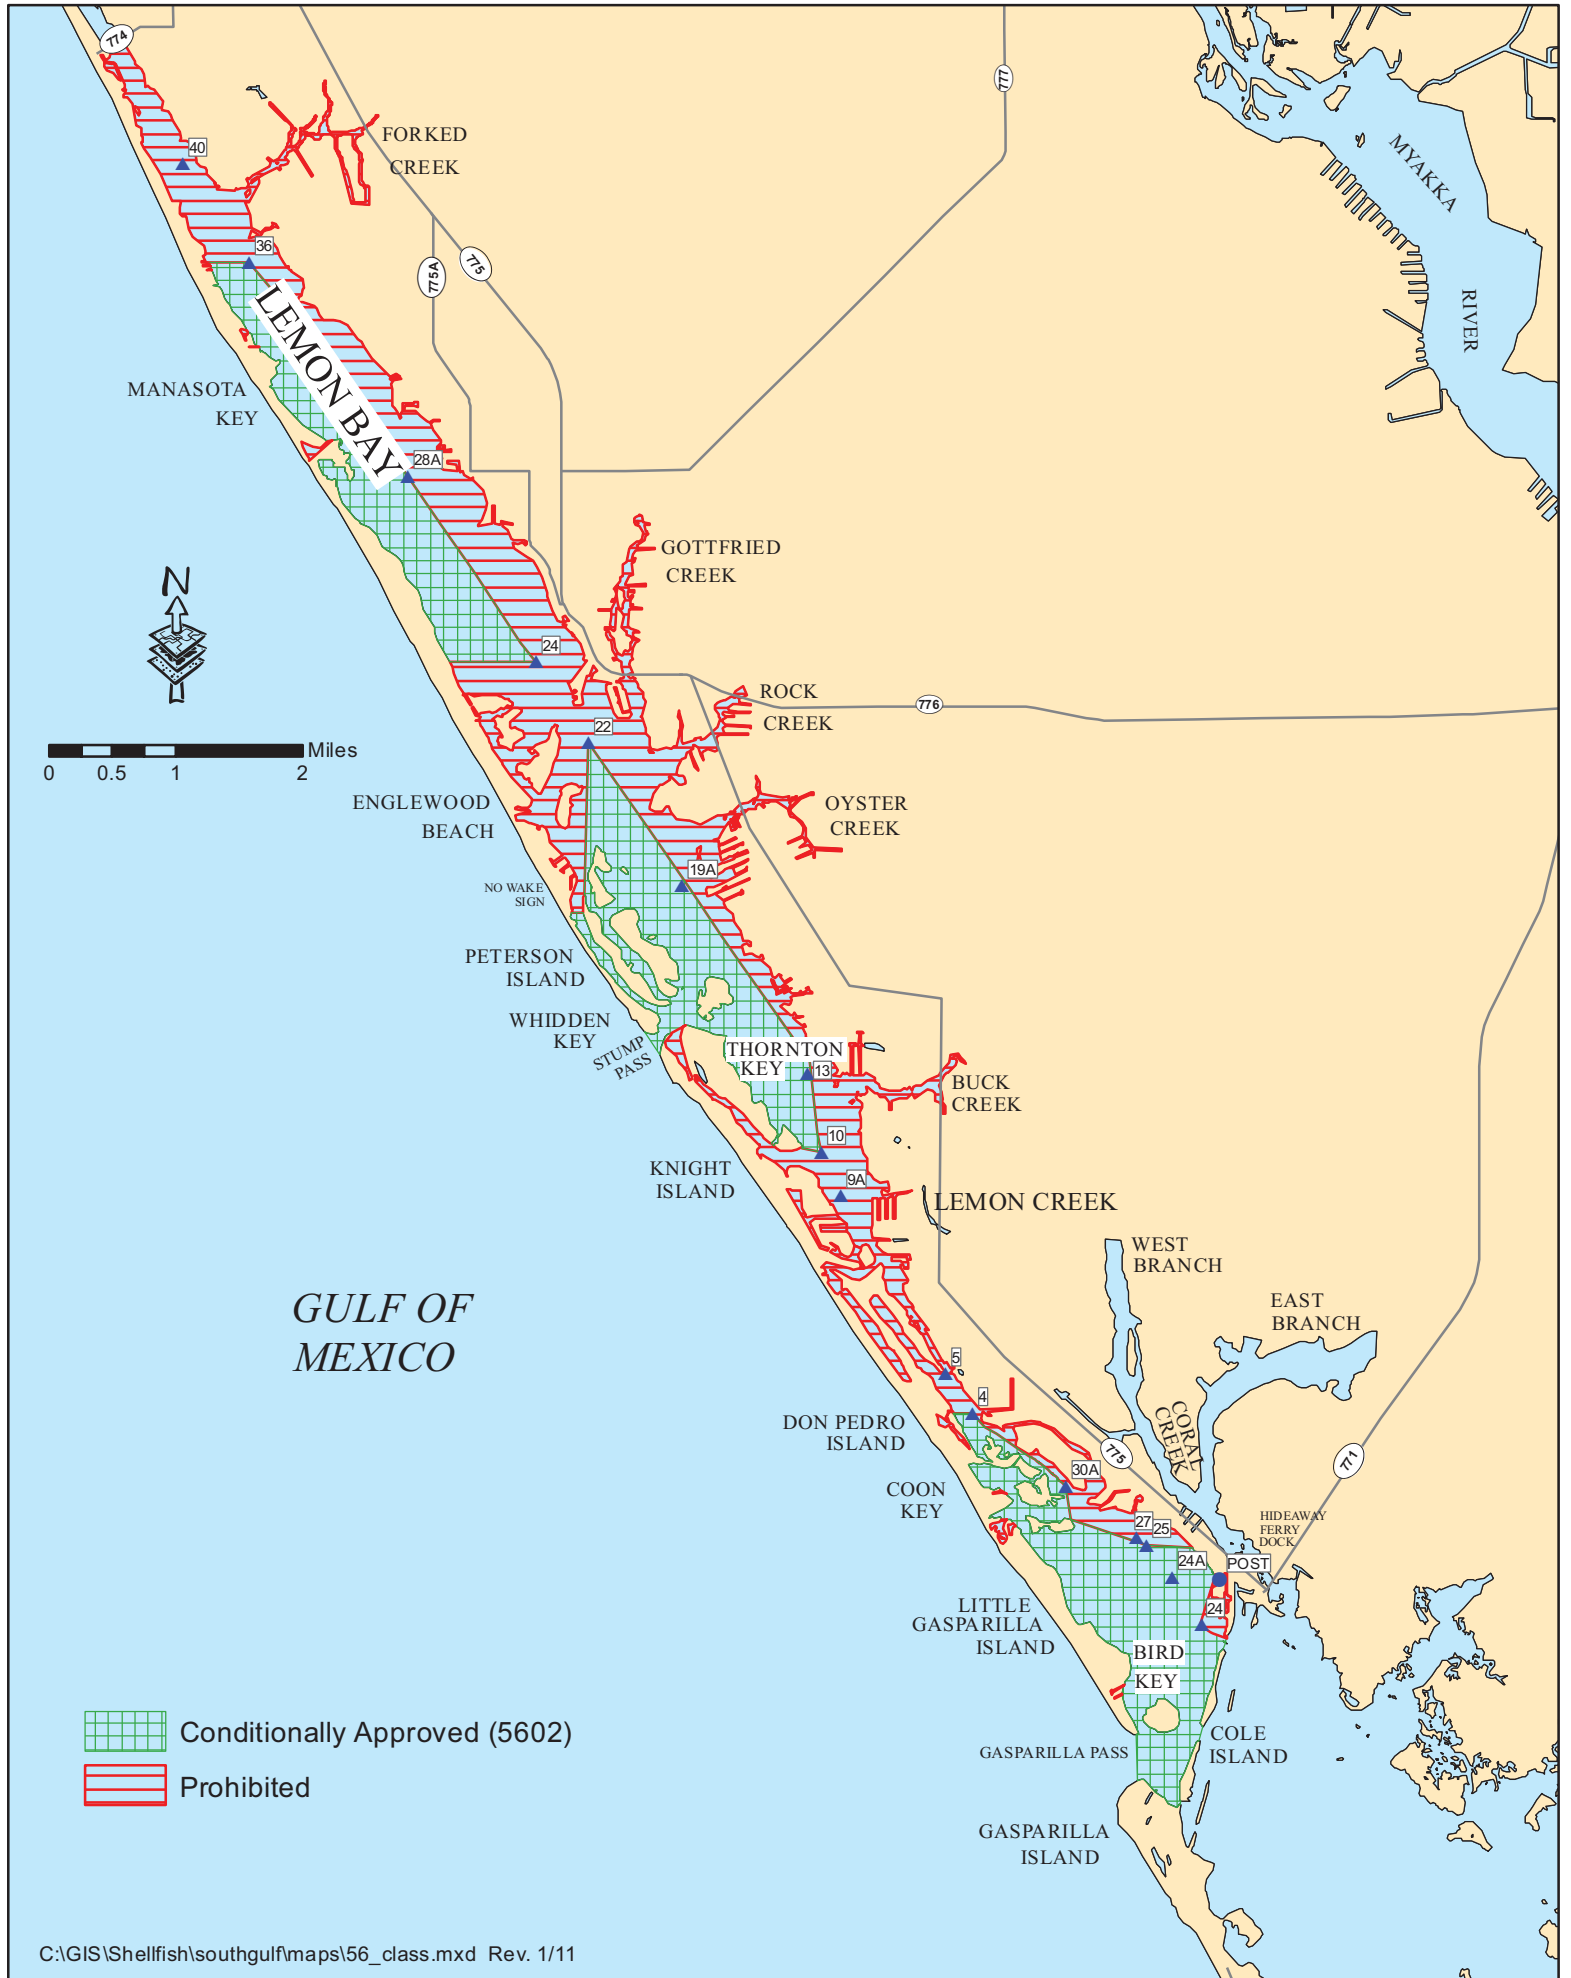 774
777
40
FORKED
CREEK
MYAKKA
36
775A
775
RIVER
LEMON BAY
MANASOTA
KEY
28A
N
GOTTFRIED
CREEK
24
ROCK
CREEK
776
22
Miles
0 0.5 1 2
ENGLEWOOD
BEACH
OYSTER
CREEK
19A
NO WAKE
SIGN
PETERSON
ISLAND
WHIDDEN
KEY
STUMP
PASS
THORNTON
KEY
13
BUCK
CREEK
10
KNIGHT
ISLAND
9A
LEMON CREEK
WEST
BRANCH
GULF OF
MEXICO
EAST
BRANCH
5
4
DON PEDRO
ISLAND
CORAL
CREEK
775
771
30A
COON
KEY
27
25
HIDEAWAY
FERRY
DOCK
24A
POST
24
LITTLE
GASPARILLA
ISLAND
BIRD
KEY
Conditionally Approved (5602)
COLE
ISLAND
GASPARILLA PASS
Prohibited
GASPARILLA
ISLAND
C:\GIS\Shellfish\southgulf\maps\56_class.mxd Rev. 1/11